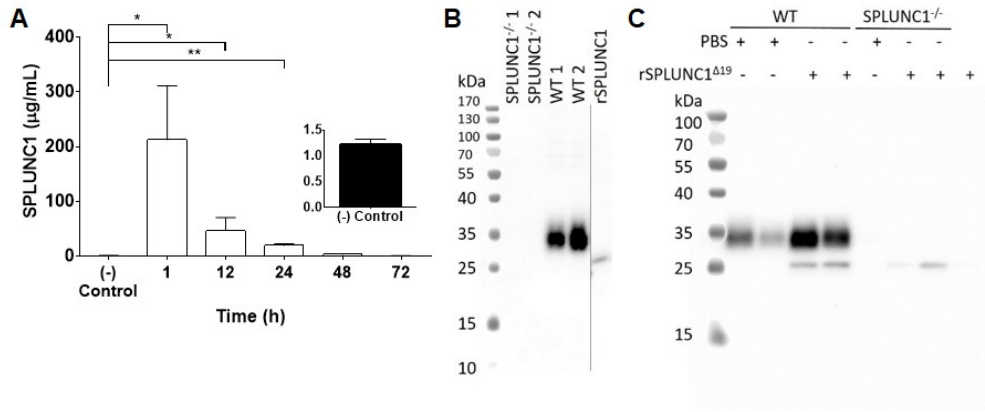 A
* 
*
**
400
300
200
100
0
SPLUNC1 (µg/mL)
1.5
1.0
0.5
0.0
(-) Control
(-) Control
1
12
24
48
72
Time (h)
B
SPLUNC1-/- 1
SPLUNC1-/- 2
WT 1
WT 2
rSPLUNC1
kDa
170
130
100
70
55
40
35
25
15
10
C
WT
SPLUNC1-/-
PBS + + - - + - -
rSPLUNC1Δ19 - - + + - + + +
kDa
100
70
55
40
35
25
15